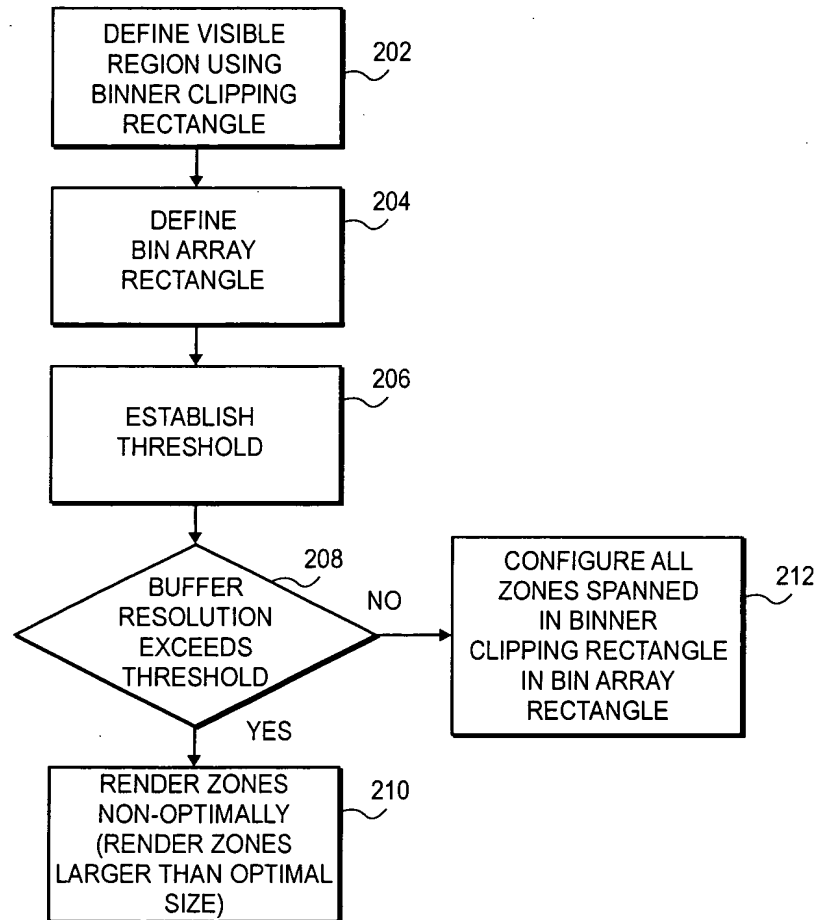 DEFINE VISIBLE
REGION USING
BINNER CLIPPING
RECTANGLE
202
DEFINE
BIN ARRAY
RECTANGLE
204
ESTABLISH
THRESHOLD
206
BUFFER
RESOLUTION
EXCEEDS
THRESHOLD
208
NO
CONFIGURE ALL
ZONES SPANNED
IN BINNER
CLIPPING RECTANGLE
IN BIN ARRAY
RECTANGLE
212
YES
RENDER ZONES
NON-OPTIMALLY
(RENDER ZONES
LARGER THAN OPTIMAL
SIZE)
210